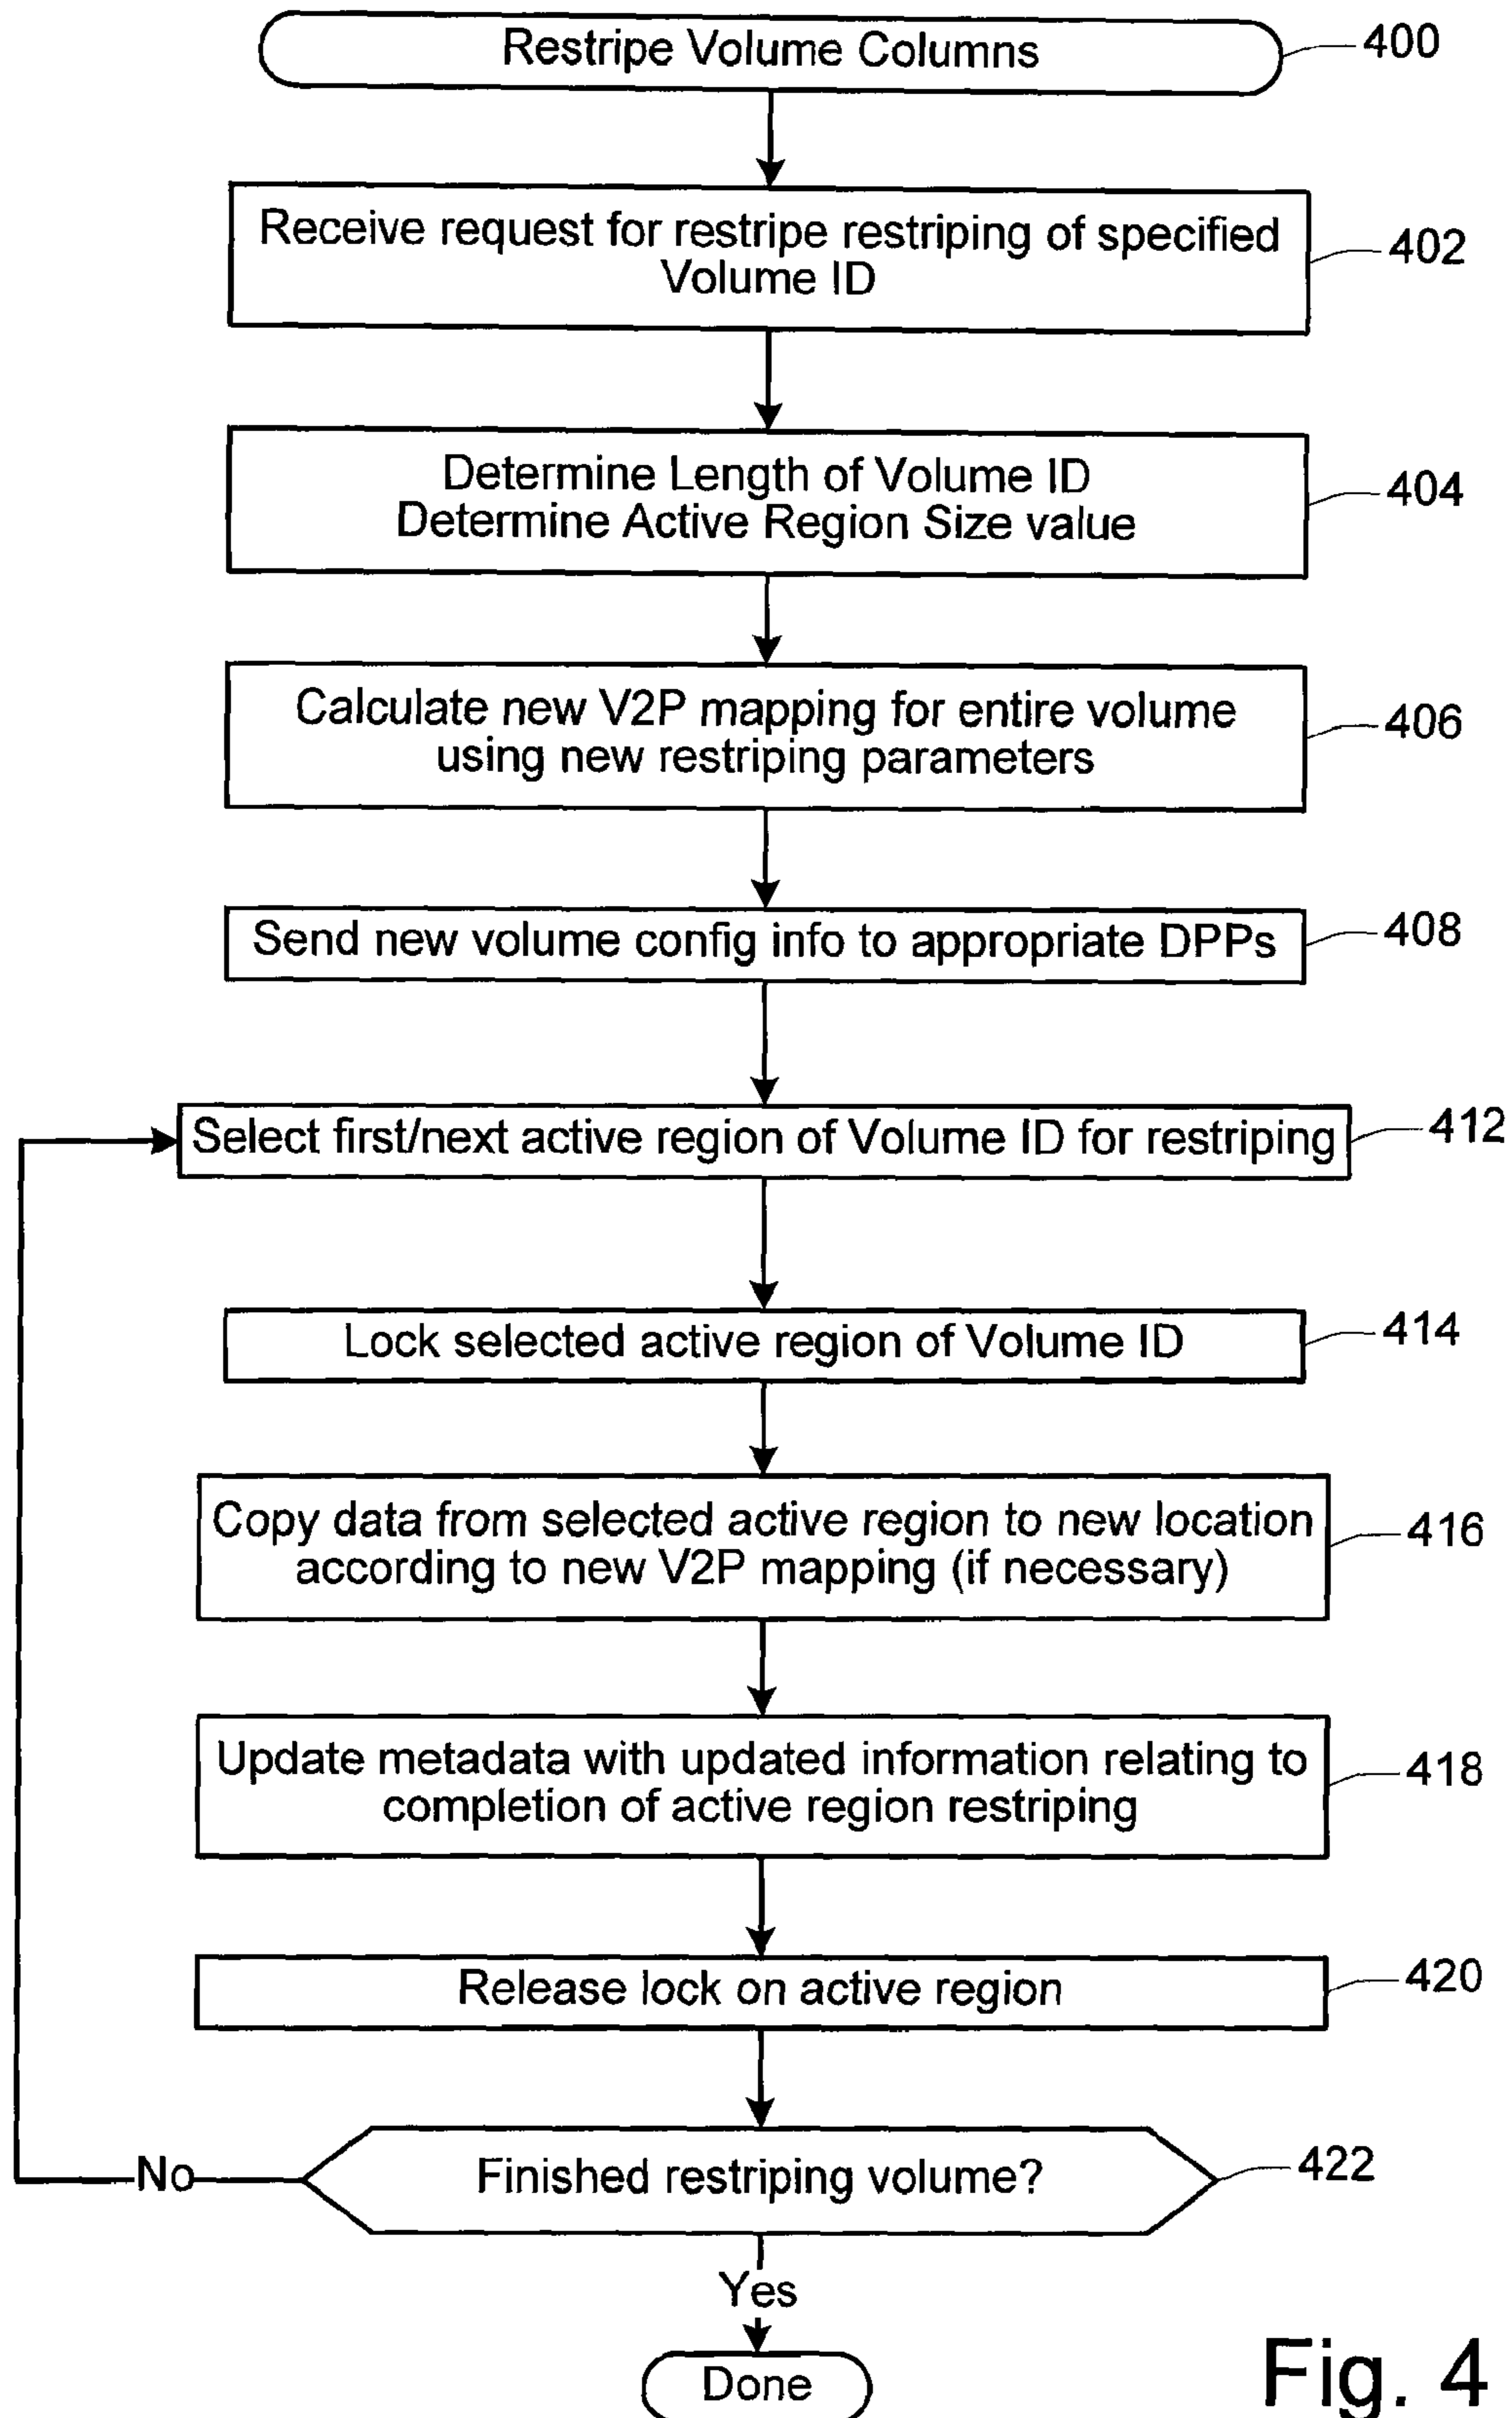 Restripe Volume Columns
400
Receive request for restripe restriping of specified
Volume ID
402
Determine Length of Volume ID
Determine Active Region Size value
404
Calculate new V2P mapping for entire volume
using new restriping parameters
406
Send new volume config info to appropriate DPPs
408
Select first/next active region of Volume ID for restriping
412
Lock selected active region of Volume ID
414
Copy data from selected active region to new location
according to new V2P mapping (if necessary)
416
Update metadata with updated information relating to
completion of active region restriping
418
Release lock on active region
420
Finished restriping volume?
422
No
Yes
Done
Fig. 4